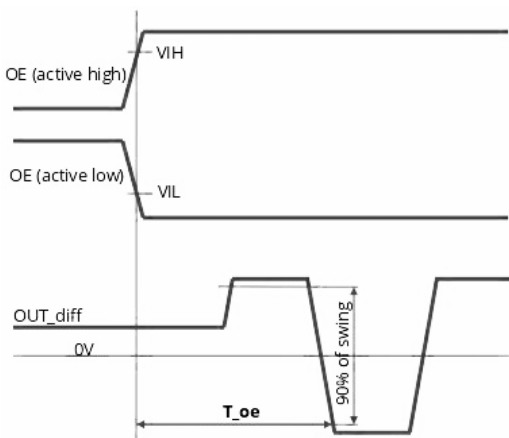 VIH
OE (active high)
OE (active low)
VIL
OUT_diff
0V
90% of swing
T_oe